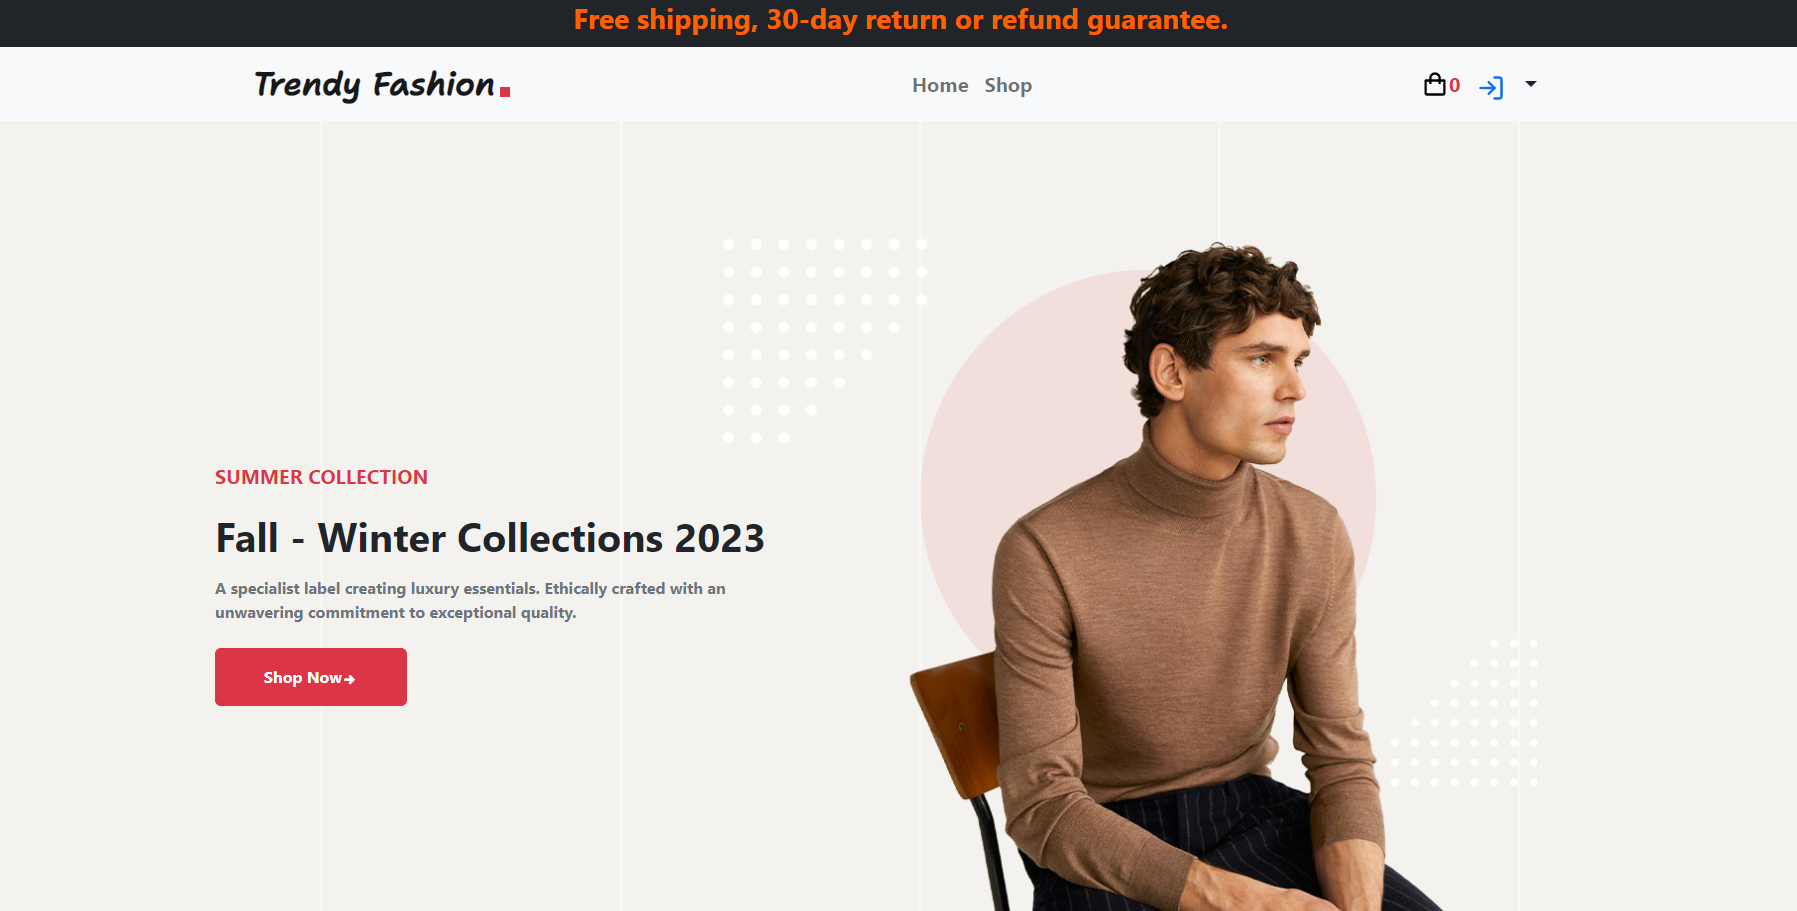 Free shipping, 30-day return or refund guarantee.
Trendy Fashion
Home Shop
0
SUMMER COLLECTION
Fall - Winter Collections 2023
A specialist label creating luxury essentials. Ethically crafted with an
unwavering commitment to exceptional quality.
Shop Now→